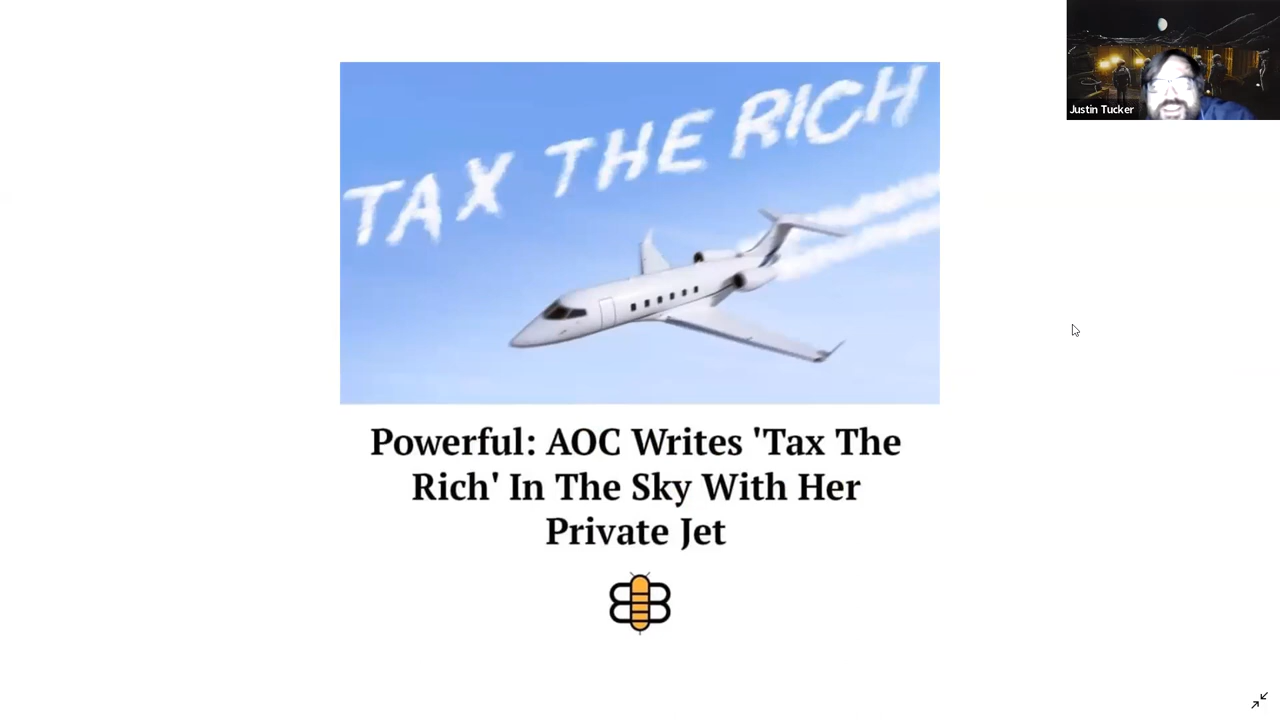 TAX THE RICH
Justin Tucker
Powerful: AOC Writes 'Tax The
Rich' In The Sky With Her
Private Jet